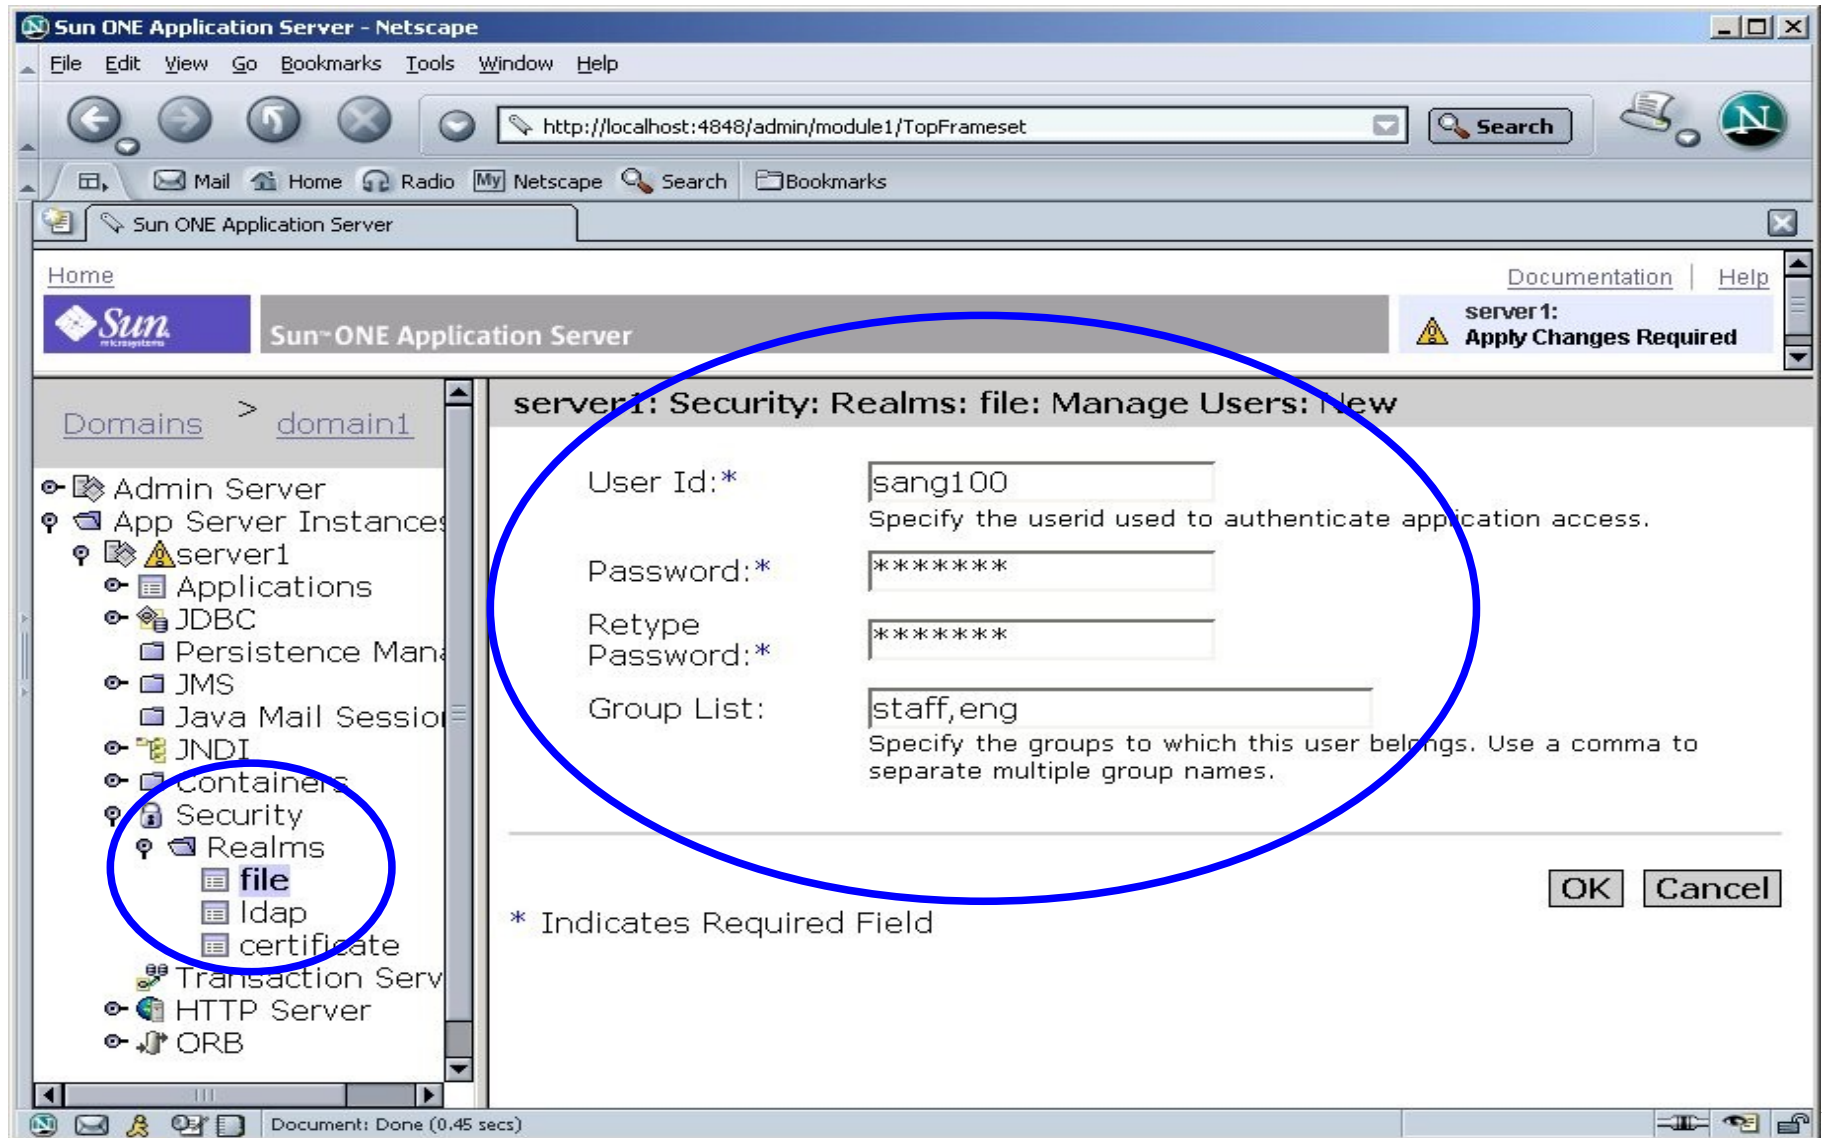 Sun ONE Application Server - Netscape
File Edit View Go Bookmarks Tools Window Help
http://localhost:4848/admin/module1/TopFrameset
Search
N
Mail Home Radio My Netscape Search Bookmarks
Sun ONE Application Server
Home
Documentation | Help
Sun microsystems
Sun™ ONE Application Server
server1:
Apply Changes Required
Domains > domain1
server1: Security: Realms: file: Manage Users: New
Admin Server
App Server Instances
server1
Applications
JDBC
Persistence Mana
JMS
Java Mail Session
JNDI
Containers
Security
Realms
file
ldap
certificate
Transaction Serv
HTTP Server
ORB
User Id:* sang100
Specify the userid used to authenticate application access.
Password:* *******
Retype
Password:* *******
Group List: staff,eng
Specify the groups to which this user belongs. Use a comma to
separate multiple group names.
OK Cancel
* Indicates Required Field
Document: Done (0.45 secs)